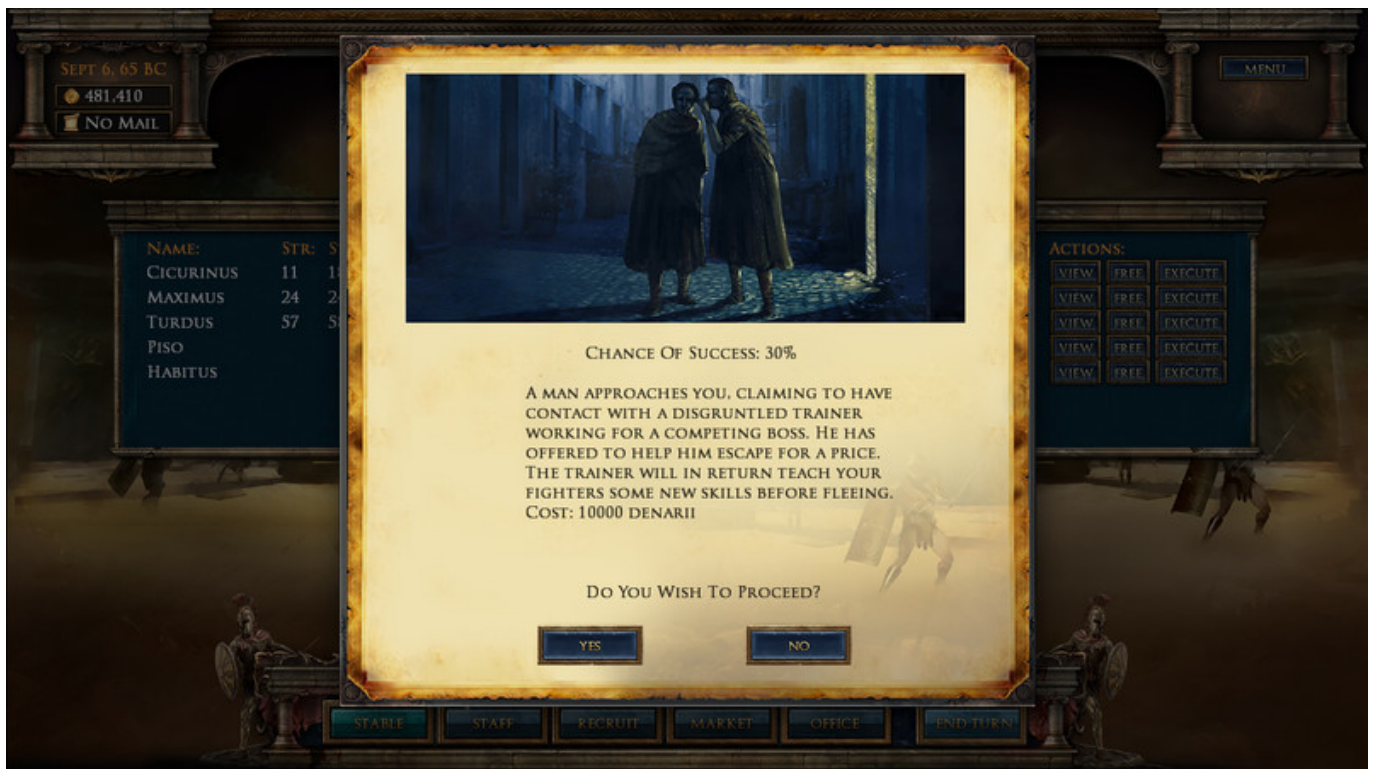 SEPT 6, 65 BC
481,410
NO MAIL
MENU
NAME: STR: S
CICURINUS 11 1
MAXIMUS 24 2
TURDUS 57 5
PISO
HABITUS
ACTIONS:
VIEW FREE EXECUTE
VIEW FREE EXECUTE
VIEW FREE EXECUTE
VIEW FREE EXECUTE
VIEW FREE EXECUTE
CHANCE OF SUCCESS: 30%
A MAN APPROACHES YOU, CLAIMING TO HAVE
CONTACT WITH A DISGRUNTLED TRAINER
WORKING FOR A COMPETING BOSS. HE HAS
OFFERED TO HELP HIM ESCAPE FOR A PRICE.
THE TRAINER WILL IN RETURN TEACH YOUR
FIGHTERS SOME NEW SKILLS BEFORE FLEEING.
COST: 10000 DENARII
DO YOU WISH TO PROCEED?
YES NO
STABLE STAFF RECRUIT MARKET OFFICE END TURN